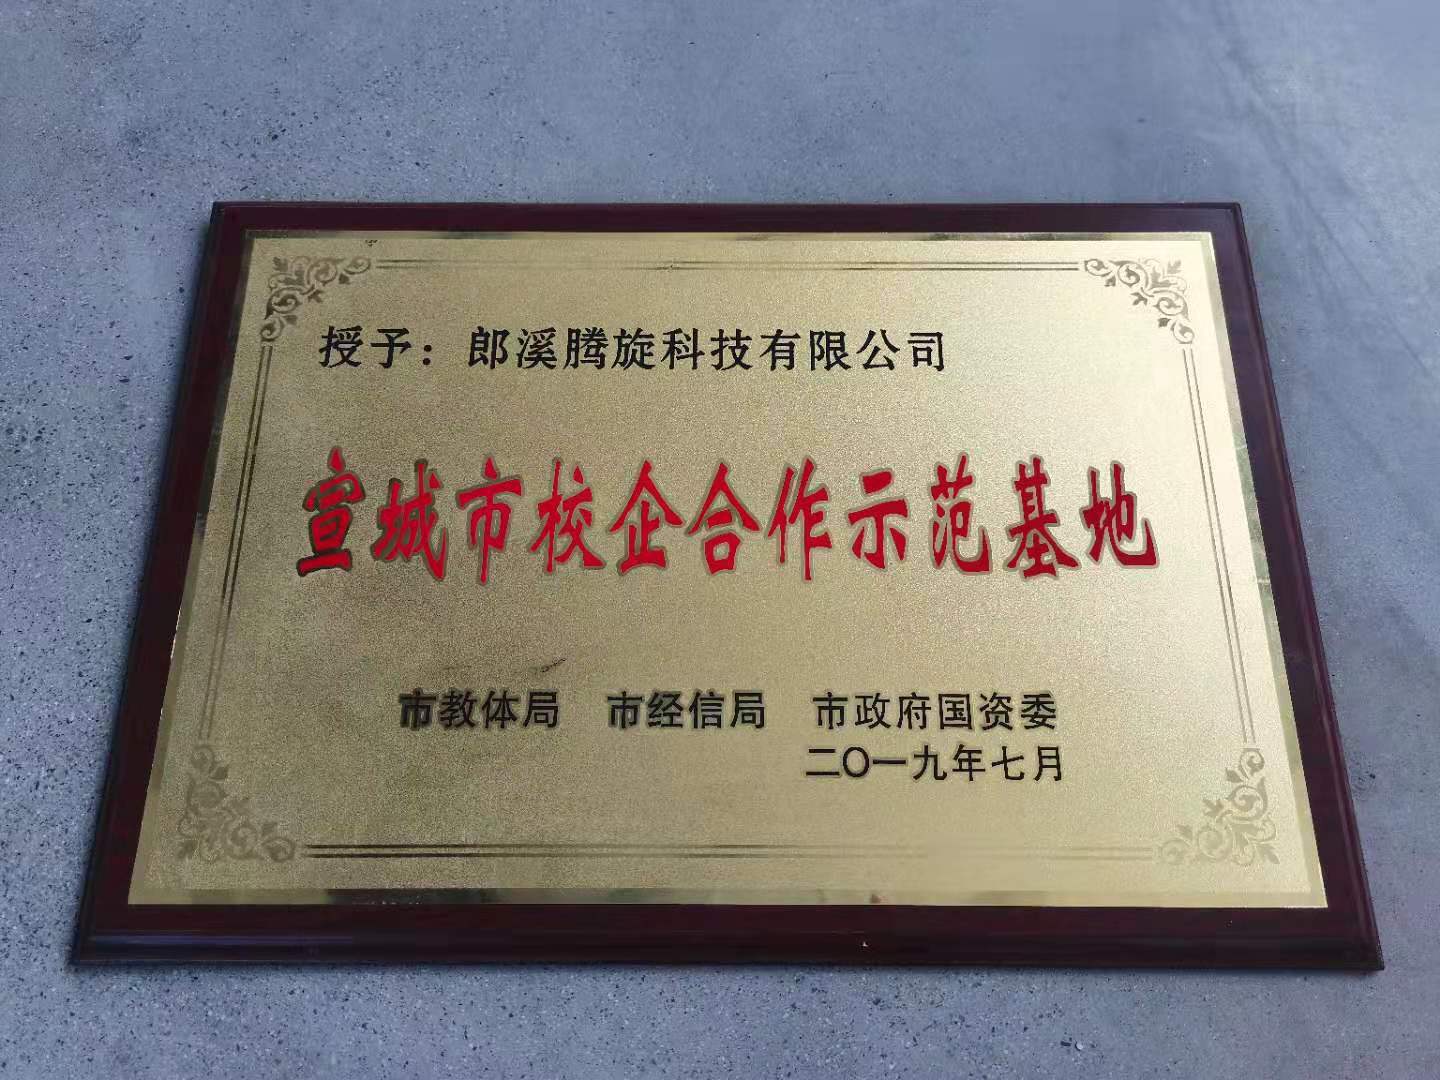 授予：郎溪腾旋科技有限公司
宣城市校企合作示范基地
市教体局 市经信局 市政府国资委
二〇一九年七月